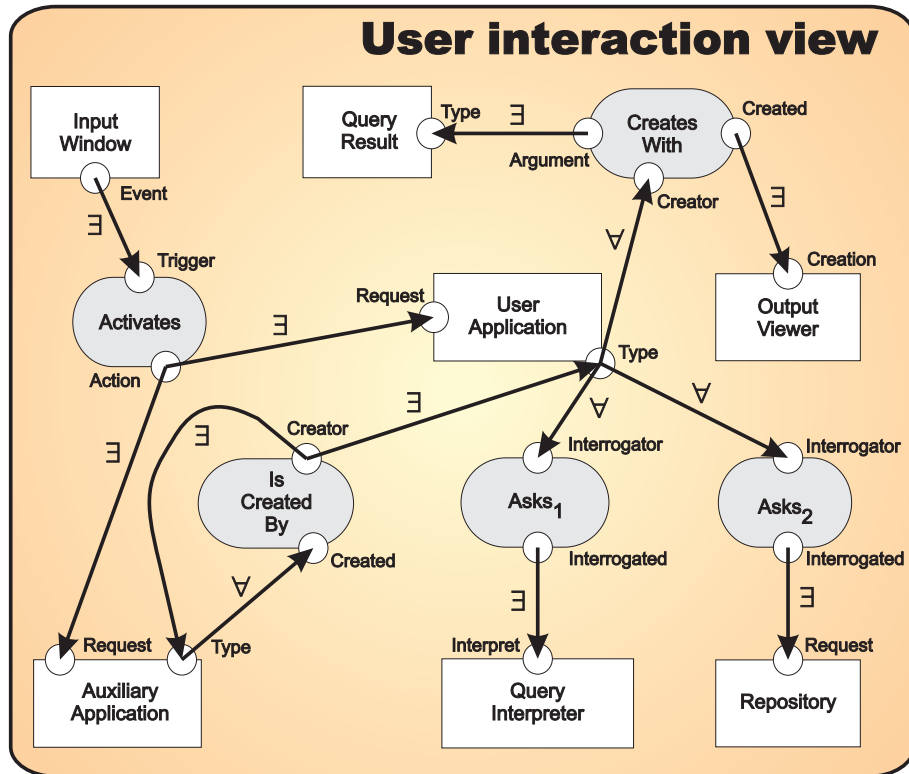 User interaction view
Input
Window
Event
E
Trigger
Activates
Action
Query
Result
Type
E
Argument
Creates
With
Created
Creator
E
∀
Creation
Output
Viewer
Request
User
Application
Type
E
E
E
E
∀
∀
Creator
Is
Created
By
Created
∀
Interrogator
Asks1
Interrogated
E
Interrogator
Asks2
Interrogated
E
Request
Type
Auxiliary
Application
Interpret
Query
Interpreter
Request
Repository